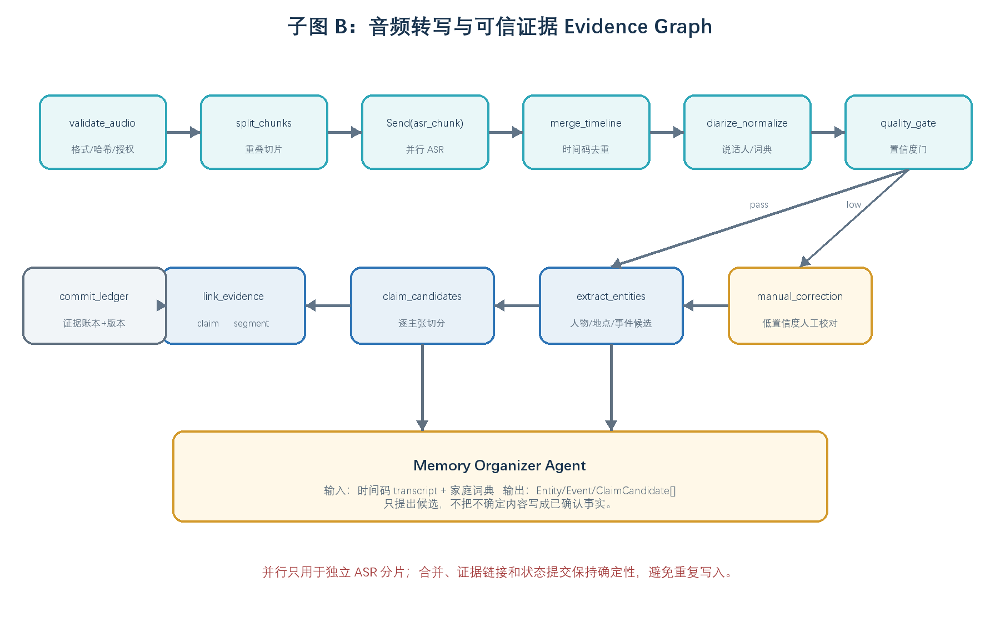 子图 B：音频转写与可信证据 Evidence Graph
validate_audio
格式/哈希/授权
split_chunks
重叠切片
Send(asr_chunk)
并行 ASR
merge_timeline
时间码去重
diarize_normalize
说话人/词典
quality_gate
置信度门
pass
low
commit_ledger
证据账本+版本
link_evidence
claim segment
claim_candidates
逐主张切分
extract_entities
人物/地点/事件候选
manual_correction
低置信度人工校对
Memory Organizer Agent
输入：时间码 transcript + 家庭词典 输出：Entity/Event/ClaimCandidate[]
只提出候选，不把不确定内容写成已确认事实。
并行只用于独立 ASR 分片；合并、证据链接和状态提交保持确定性，避免重复写入。